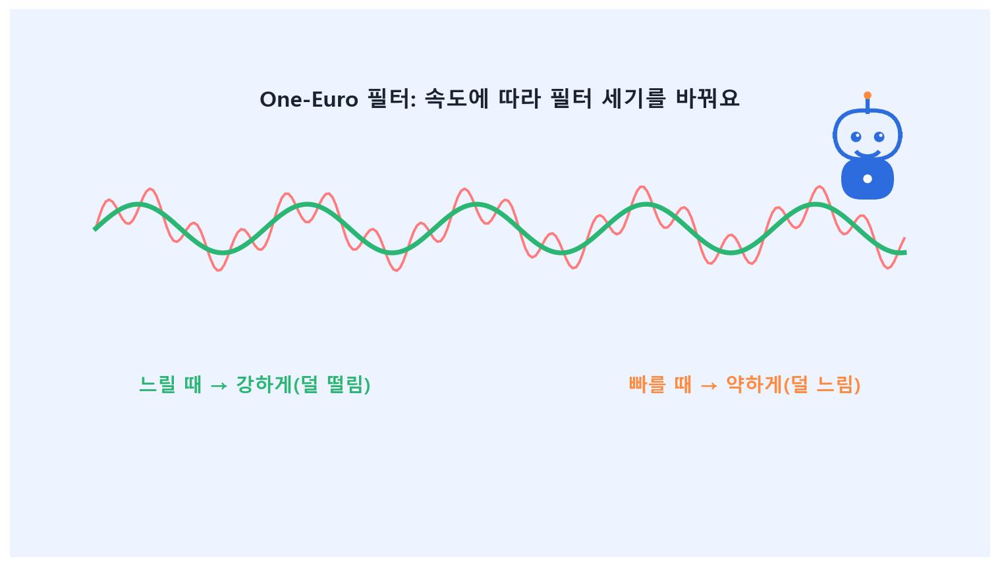 One-Euro 필터: 속도에 따라 필터 세기를 바꿔요
느릴 때 → 강하게(덜 떨림)
빠를 때 → 약하게(덜 느림)